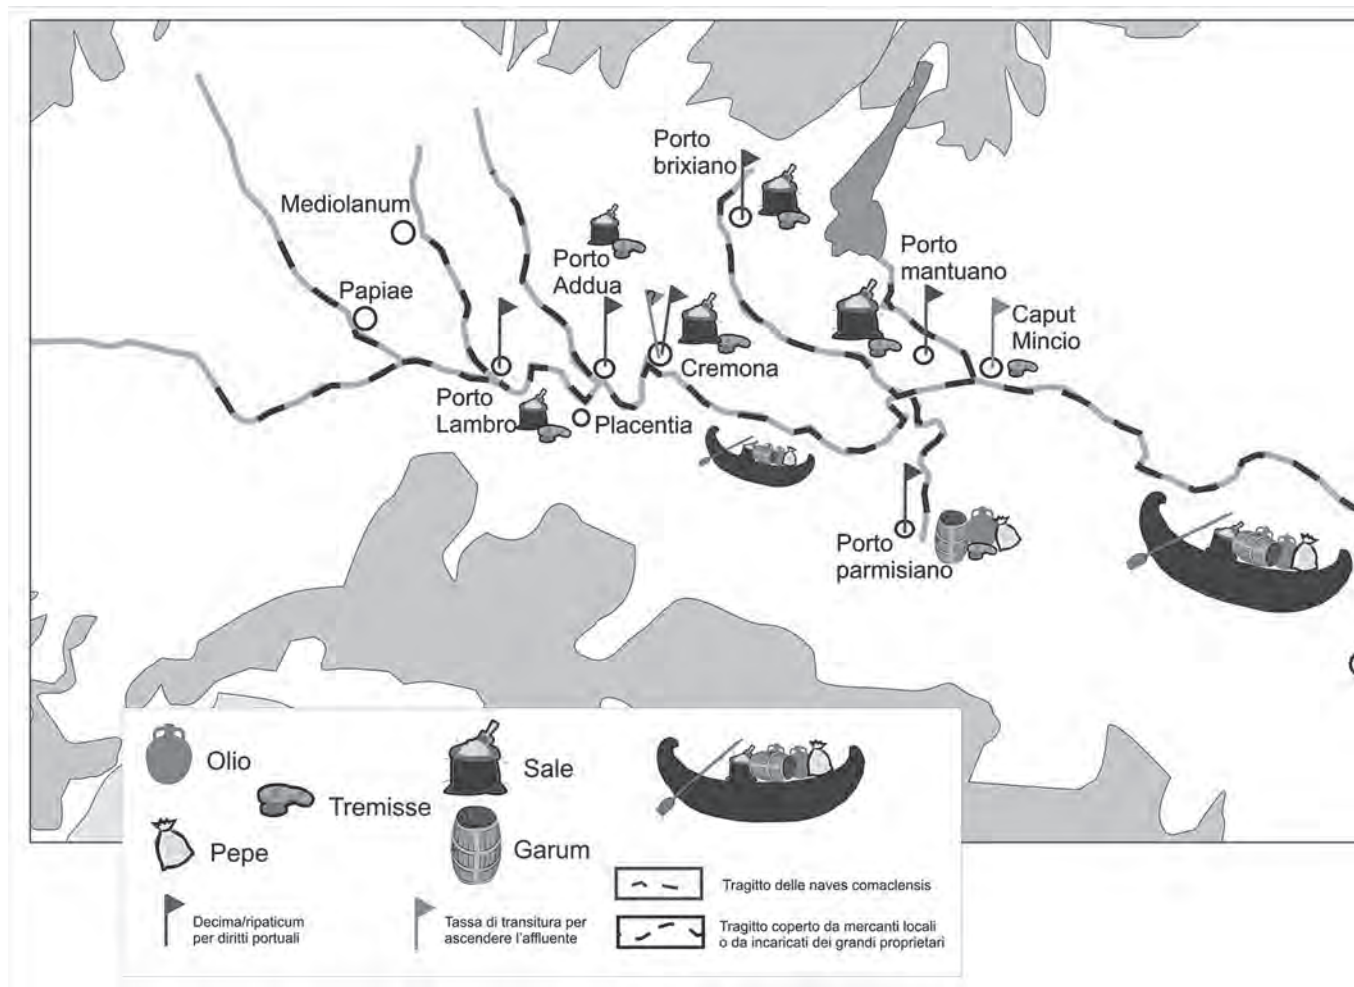 Porto
brixiano
Mediolanum
Porto
Addua
Porto
mantuano
Papiae
Caput
Mincio
Cremona
Porto
Lambro
Placentia
Porto
parmisiano
Olio
Sale
Tremisse
Pepe
Garum
Tragitto delle naves comaclensis
Decima/ripaticum
per diritti portuali
Tassa di transitura per
ascendere l'affluente
Tragitto coperto da mercanti locali
o da incaricati dei grandi proprietari